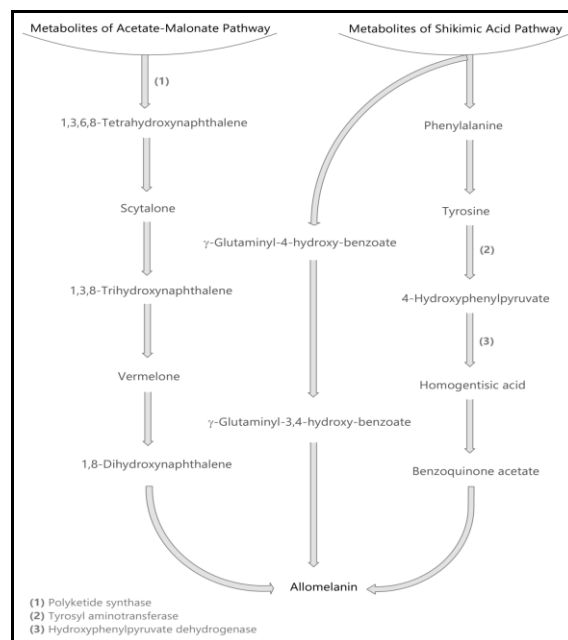 Metabolites of Acetate-Malonate Pathway
Metabolites of Shikimic Acid Pathway
(1)
1,3,6,8-Tetrahydroxynaphthalene
Phenylalanine
Scytalone
Tyrosine
γ-Glutaminyl-4-hydroxy-benzoate
(2)
1,3,8-Trihydroxynaphthalene
4-Hydroxyphenylpyruvate
(3)
Vermelone
Homogentisic acid
γ-Glutaminyl-3,4-hydroxy-benzoate
1,8-Dihydroxynaphthalene
Benzoquinone acetate
Allomelanin
(1) Polyketide synthase
(2) Tyrosyl aminotransferase
(3) Hydroxyphenylpyruvate dehydrogenase